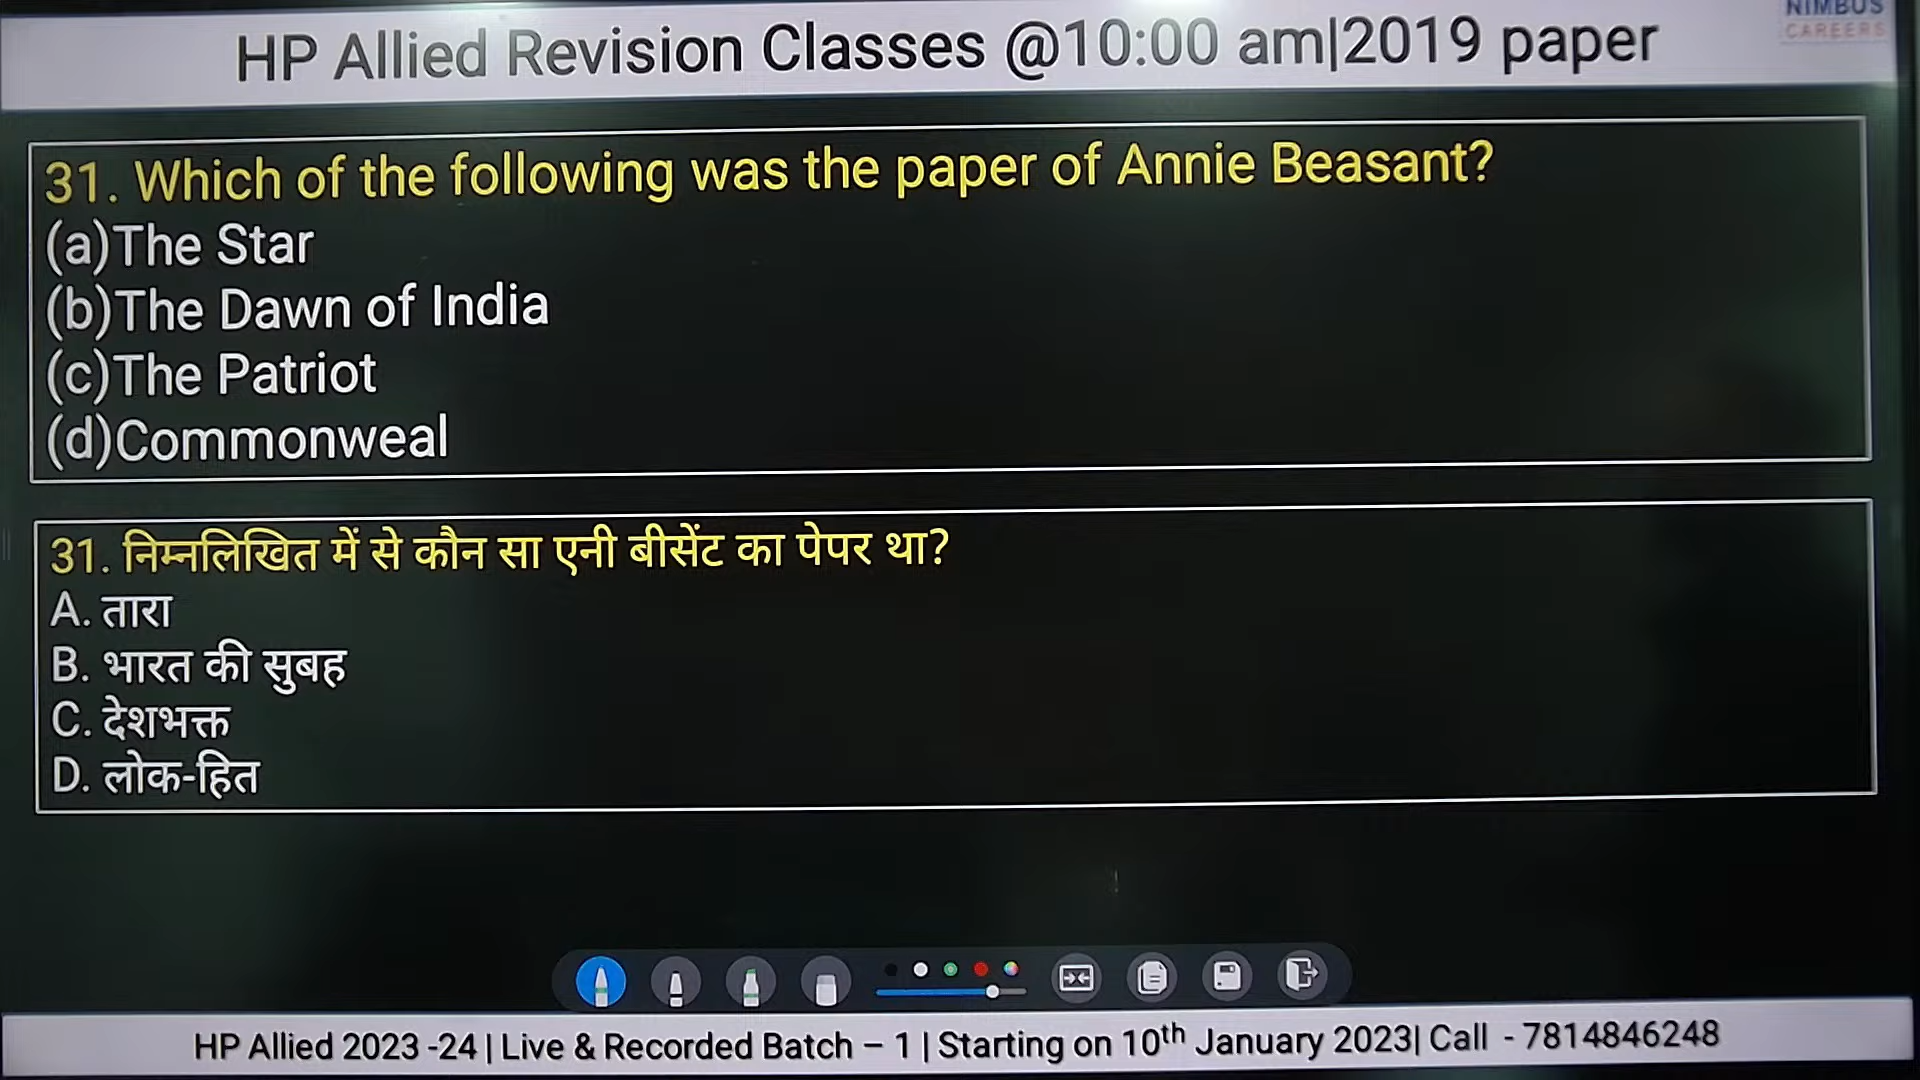 NIMBUS
CAREERS
HP Allied Revision Classes @10:00 am|2019 paper
31. Which of the following was the paper of Annie Beasant?
(a)The Star
(b)The Dawn of India
(c)The Patriot
(d)Commonweal
31. निम्नलिखित में से कौन सा एनी बीसेंट का पेपर था?
A. तारा
B. भारत की सुबह
C. देशभक्त
D. लोक-हित
HP Allied 2023 -24 | Live & Recorded Batch – 1 | Starting on 10th January 2023| Call - 7814846248